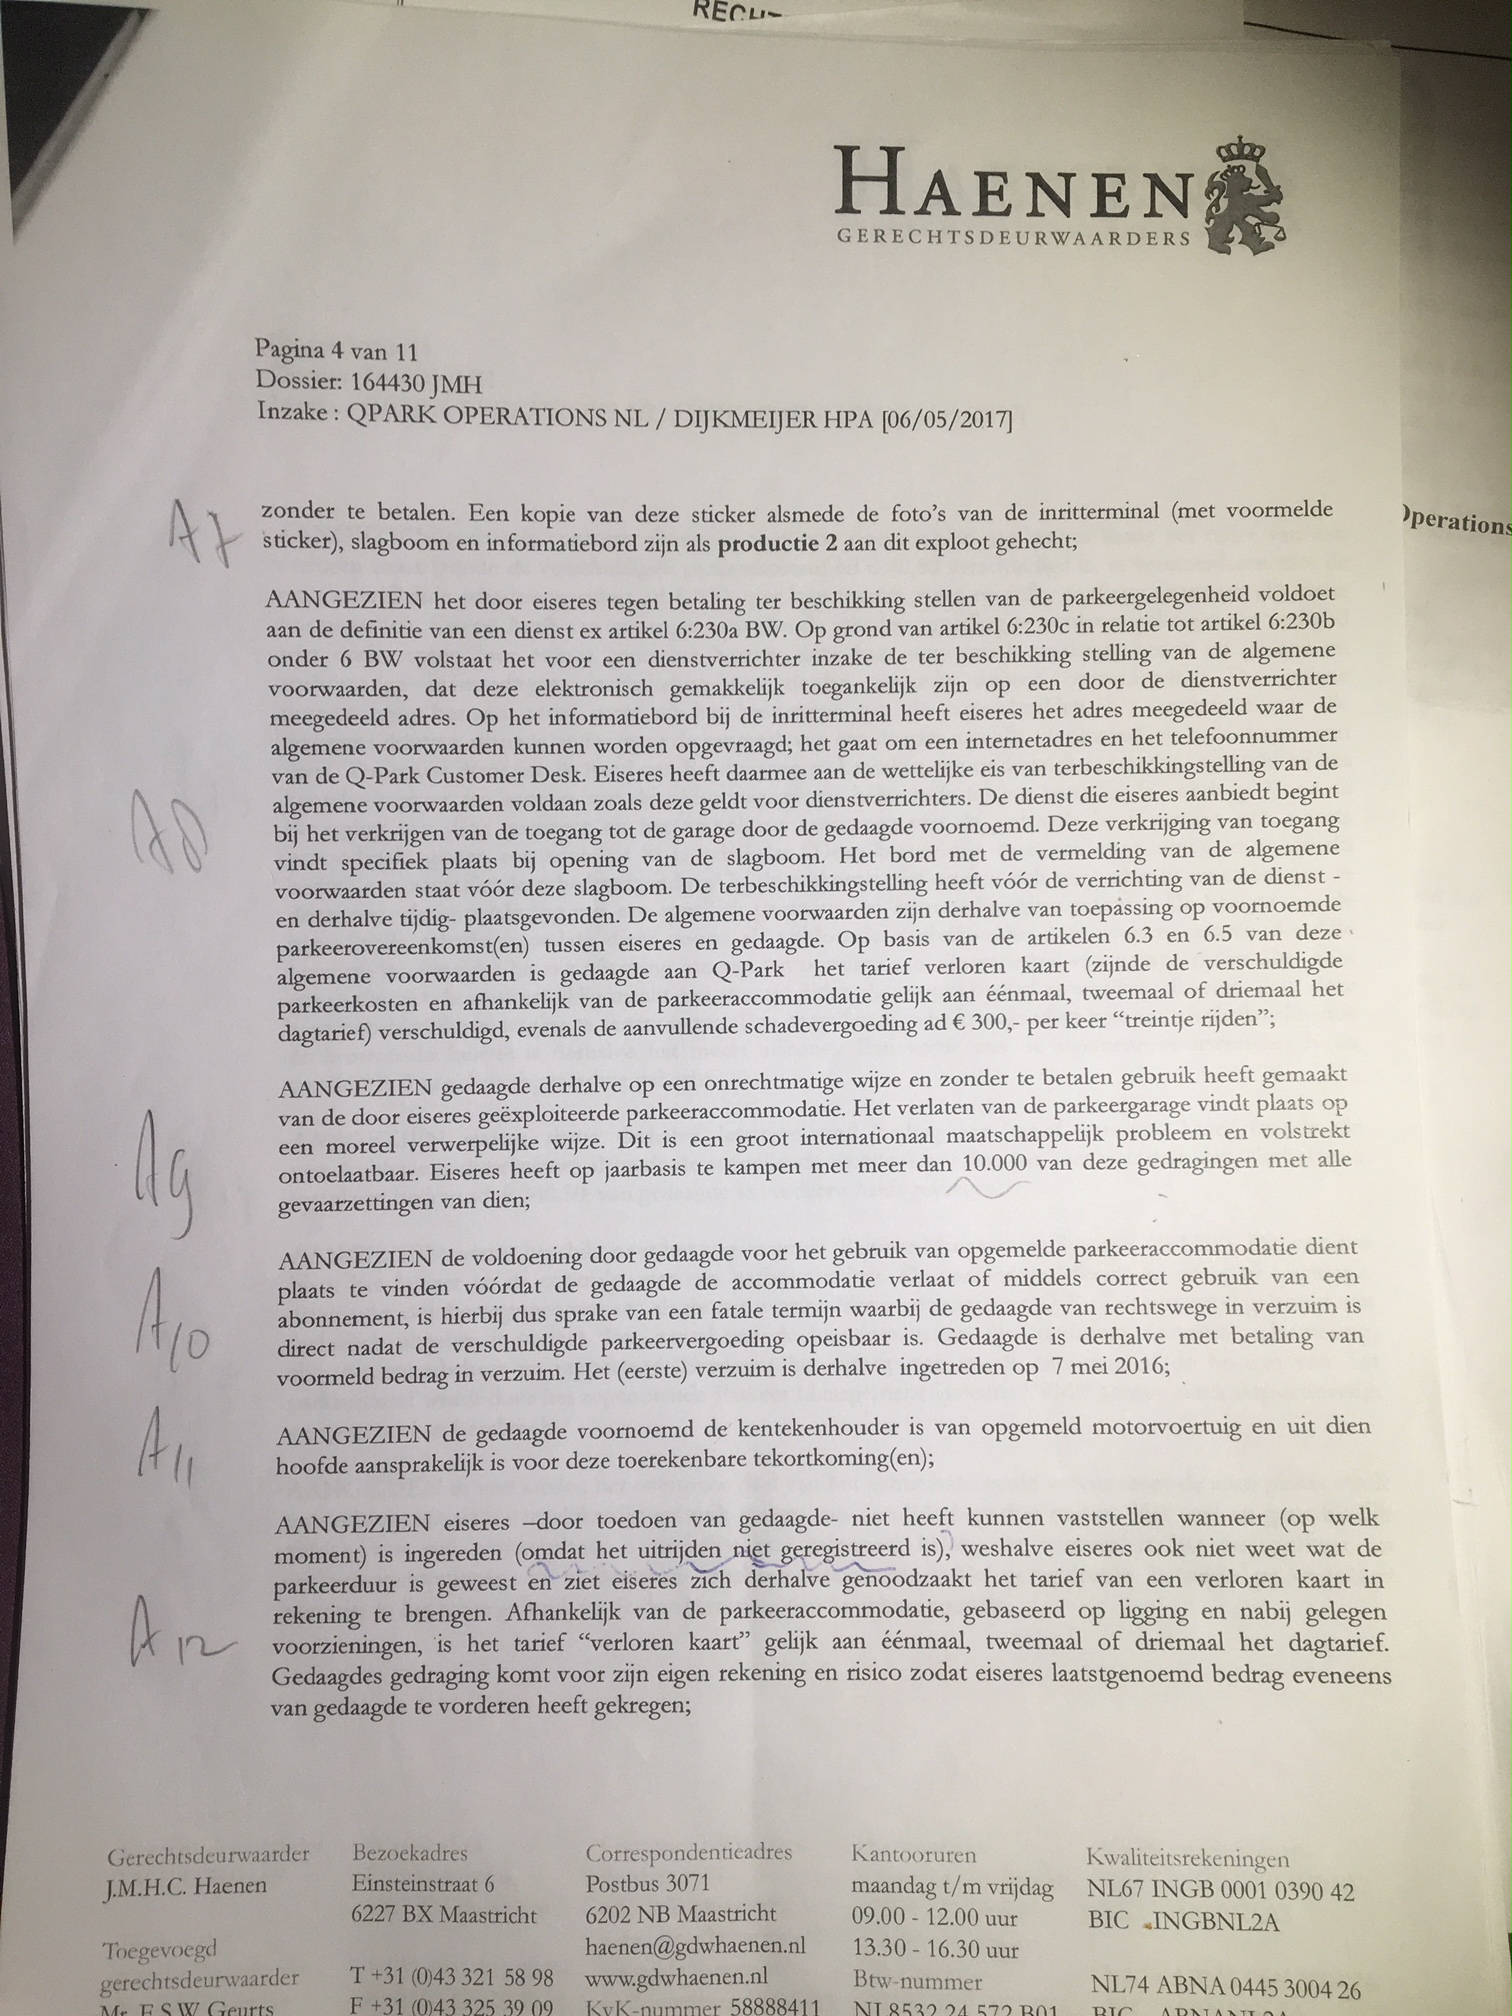 HAENEN
GERECHTSDEURWAARDERS
Pagina 4 van 11
Dossier: 164430 JMH
Inzake : QPARK OPERATIONS NL / DIJKMEIJER HPA [06/05/2017]
Operations
A7
zonder te betalen. Een kopie van deze sticker alsmede de foto's van de inritterminal (met voormelde
sticker), slagboom en informatiebord zijn als productie 2 aan dit exploot gehecht;
A8
AANGEZIEN het door eiseres tegen betaling ter beschikking stellen van de parkeergelegenheid voldoet
aan de definitie van een dienst ex artikel 6:230a BW. Op grond van artikel 6:230c in relatie tot artikel 6:230b
onder 6 BW volstaat het voor een dienstverrichter inzake de ter beschikking stelling van de algemene
voorwaarden, dat deze elektronisch gemakkelijk toegankelijk zijn op een door de dienstverrichter
meegedeeld adres. Op het informatiebord bij de inritterminal heeft eiseres het adres meegedeeld waar de
algemene voorwaarden kunnen worden opgevraagd; het gaat om een internetadres en het telefoonnummer
van de Q-Park Customer Desk. Eiseres heeft daarmee aan de wettelijke eis van terbeschikkingstelling van de
algemene voorwaarden voldaan zoals deze geldt voor dienstverrichters. De dienst die eiseres aanbiedt begint
bij het verkrijgen van de toegang tot de garage door de gedaagde voornoemd. Deze verkrijging van toegang
vindt specifiek plaats bij opening van de slagboom. Het bord met de vermelding van de algemene
voorwaarden staat vóór deze slagboom. De terbeschikkingstelling heeft vóór de verrichting van de dienst -
en derhalve tijdig- plaatsgevonden. De algemene voorwaarden zijn derhalve van toepassing op voornoemde
parkeerovereenkomst(en) tussen eiseres en gedaagde. Op basis van de artikelen 6.3 en 6.5 van deze
algemene voorwaarden is gedaagde aan Q-Park het tarief verloren kaart (zijnde de verschuldigde
parkeerkosten en afhankelijk van de parkeeraccommodatie gelijk aan éénmaal, tweemaal of driemaal het
dagtarief) verschuldigd, evenals de aanvullende schadevergoeding ad € 300,- per keer “treintje rijden”;
A9
AANGEZIEN gedaagde derhalve op een onrechtmatige wijze en zonder te betalen gebruik heeft gemaakt
van de door eiseres geëxploiteerde parkeeraccommodatie. Het verlaten van de parkeergarage vindt plaats op
een moreel verwerpelijke wijze. Dit is een groot internationaal maatschappelijk probleem en volstrekt
ontoelaatbaar. Eiseres heeft op jaarbasis te kampen met meer dan 10.000 van deze gedragingen met alle
gevaarzettingen van dien;
A10
AANGEZIEN de voldoening door gedaagde voor het gebruik van opgemelde parkeeraccommodatie dient
plaats te vinden vóórdat de gedaagde de accommodatie verlaat of middels correct gebruik van een
abonnement, is hierbij dus sprake van een fatale termijn waarbij de gedaagde van rechtswege in verzuim is
direct nadat de verschuldigde parkeervergoeding opeisbaar is. Gedaagde is derhalve met betaling van
voormeld bedrag in verzuim. Het (eerste) verzuim is derhalve ingetreden op 7 mei 2016;
A11
AANGEZIEN de gedaagde voornoemd de kentekenhouder is van opgemeld motorvoertuig en uit dien
hoofde aansprakelijk is voor deze toerekenbare tekortkoming(en);
A12
AANGEZIEN eiseres –door toedoen van gedaagde- niet heeft kunnen vaststellen wanneer (op welk
moment) is ingereden (omdat het uitrijden niet geregistreerd is), weshalve eiseres ook niet weet wat de
parkeerduur is geweest en ziet eiseres zich derhalve genoodzaakt het tarief van een verloren kaart in
rekening te brengen. Afhankelijk van de parkeeraccommodatie, gebaseerd op ligging en nabij gelegen
voorzieningen, is het tarief “verloren kaart” gelijk aan éénmaal, tweemaal of driemaal het dagtarief.
Gedaagdes gedraging komt voor zijn eigen rekening en risico zodat eiseres laatstgenoemd bedrag eveneens
van gedaagde te vorderen heeft gekregen;
Gerechtsdeurwaarder
J.M.H.C. Haenen
Toegevoegd
gerechtsdeurwaarder
Mr. E.S.W. Geurts
Bezoekadres
Einsteinstraat 6
6227 BX Maastricht
T +31 (0)43 321 58 98
F +31 (0)43 325 39 09
Correspondentieadres
Postbus 3071
6202 NB Maastricht
haenen@gdwhaenen.nl
www.gdwhaenen.nl
KvK-nummer 58888411
Kantooruren
maandag t/m vrijdag
09.00 - 12.00 uur
13.30 - 16.30 uur
Btw-nummer
NL8532.24.572.B01
Kwaliteitsrekeningen
NL67 INGB 0001 0390 42
BIC INGBNL2A
NL74 ABNA 0445 3004 26
BIC ABNANL2A